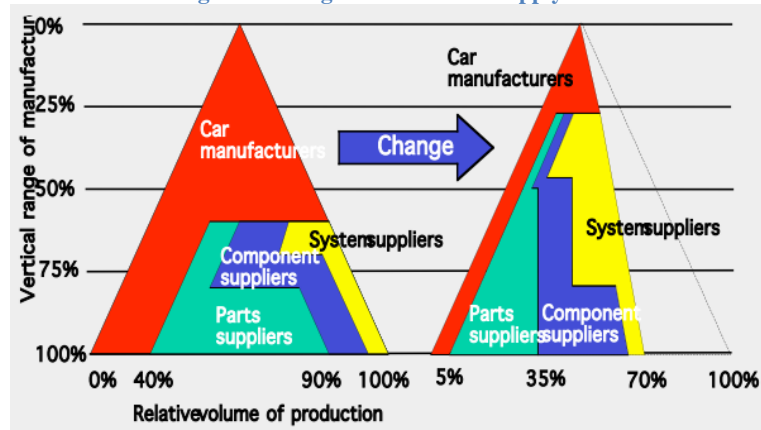 Vertical range of manufactur
0%
25%
50%
75%
100%
Car
manufacturers
Change
Car
manufacturers
Component
suppliers
Systemsuppliers
Parts
suppliers
Systemsuppliers
Parts
suppliers
Component
suppliers
0% 40% 90% 100% 5% 35% 70% 100%
Relativevolume of production